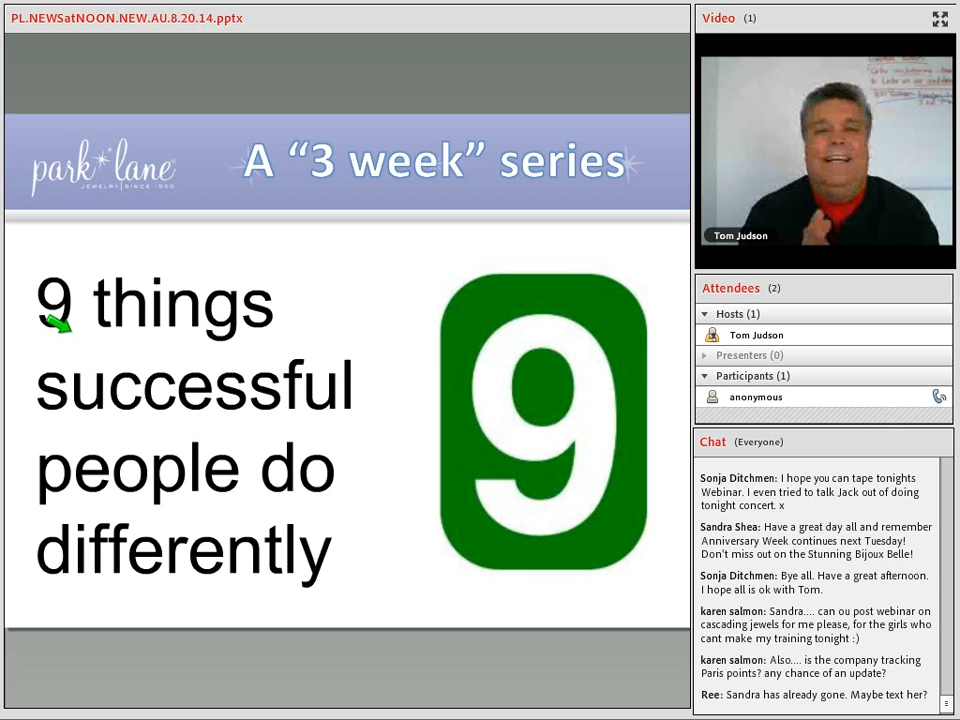 PL.NEWSatNOON.NEW.AU.8.20.14.pptx
park lane
JEWELRY | SINCE 1955
A “3 week” series
9 things
successful
people do
differently
9
Video (1)
Tom Judson
Attendees (2)
Hosts (1)
Tom Judson
Presenters (0)
Participants (1)
anonymous
Chat (Everyone)
Sonja Ditchmen: I hope you can tape tonights
Webinar. I even tried to talk Jack out of doing
tonight concert. x
Sandra Shea: Have a great day all and remember
Anniversary Week continues next Tuesday!
Don't miss out on the Stunning Bijoux Belle!
Sonja Ditchmen: Bye all. Have a great afternoon.
I hope all is ok with Tom.
karen salmon: Sandra.... can ou post webinar on
cascading jewels for me please, for the girls who
cant make my training tonight :)
karen salmon: Also.... is the company tracking
Paris points? any chance of an update?
Ree: Sandra has already gone. Maybe text her?